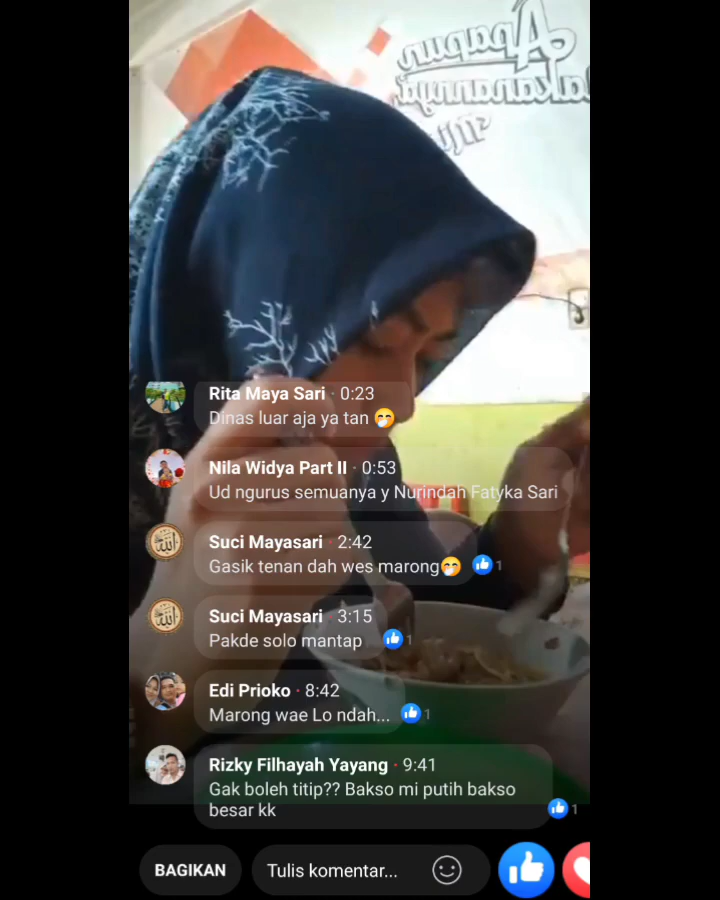 Apapun
Makanannya
Rita Maya Sari · 0:23
Dinas luar aja ya tan 🤭
Nila Widya Part II · 0:53
Ud ngurus semuanya y Nurindah Fatyka Sari
Suci Mayasari · 2:42
Gasik tenan dah wes marong🤭 1
Suci Mayasari · 3:15
Pakde solo mantap 1
Edi Prioko · 8:42
Marong wae Lo ndah... 1
Rizky Filhayah Yayang · 9:41
Gak boleh titip?? Bakso mi putih bakso
besar kk 1
BAGIKAN Tulis komentar...